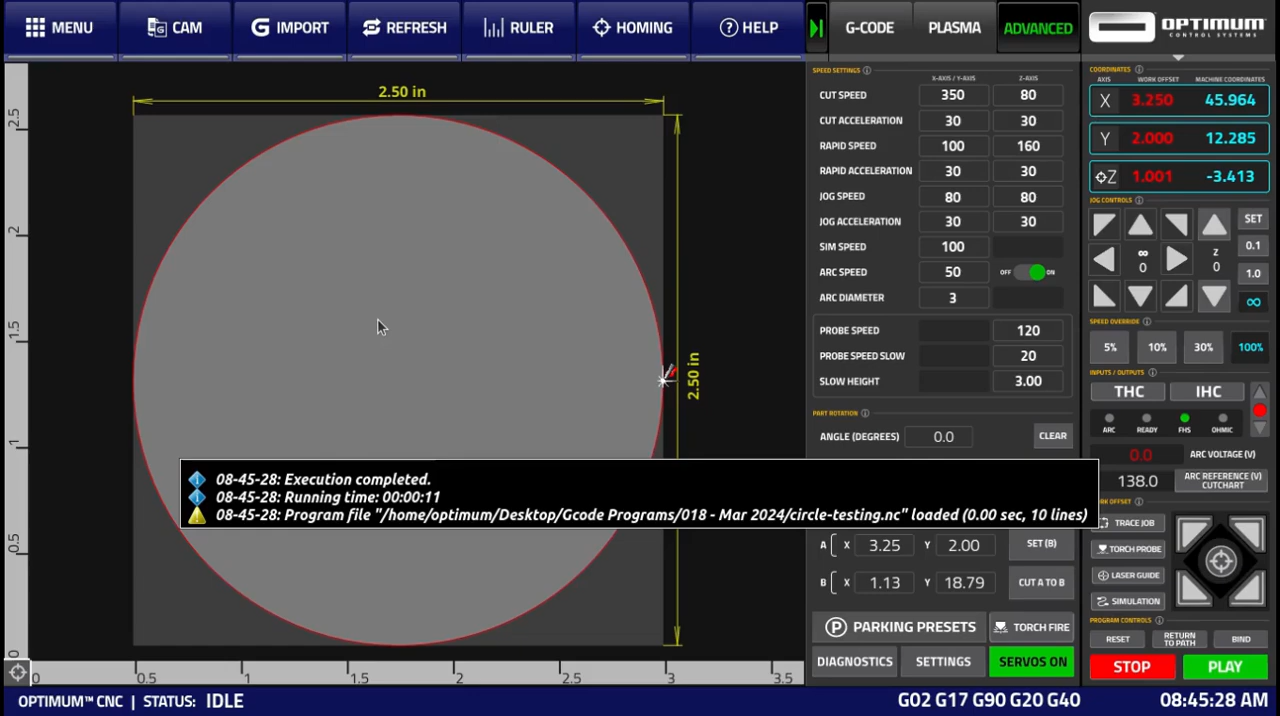 MENU CAM G IMPORT REFRESH RULER HOMING HELP G-CODE PLASMA ADVANCED OPTIMUM™
CONTROL SYSTEMS
2.50 in
2.50 in
2.5
2
1.5
1
0.5
0
0 0.5 1 1.5 2 2.5 3 3.5
SPEED SETTINGS X-AXIS / Y-AXIS Z-AXIS
CUT SPEED 350 80
CUT ACCELERATION 30 30
RAPID SPEED 100 160
RAPID ACCELERATION 30 30
JOG SPEED 80 80
JOG ACCELERATION 30 30
SIM SPEED 100
ARC SPEED 50 OFF ON
ARC DIAMETER 3
PROBE SPEED 120
PROBE SPEED SLOW 20
SLOW HEIGHT 3.00
PART ROTATION
ANGLE (DEGREES) 0.0 CLEAR
08-45-28: Execution completed.
08-45-28: Running time: 00:00:11
08-45-28: Program file "/home/optimum/Desktop/Gcode Programs/018 - Mar 2024/circle-testing.nc" loaded (0.00 sec, 10 lines)
A X 3.25 Y 2.00 SET (B)
B X 1.13 Y 18.79 CUT A TO B
P PARKING PRESETS TORCH FIRE
DIAGNOSTICS SETTINGS SERVOS ON
COORDINATES
AXIS WORK OFFSET MACHINE COORDINATES
X 3.250 45.964
Y 2.000 12.285
Z 1.001 -3.413
JOG CONTROLS
∞
0
Z
0
SET
0.1
1.0
∞
SPEED OVERRIDE
5% 10% 30% 100%
INPUTS / OUTPUTS
THC IHC
ARC READY FHS OHMIC
0.0 ARC VOLTAGE (V)
138.0 ARC REFERENCE (V)
CUTCHART
RK OFFSET
TRACE JOB
TORCH PROBE
LASER GUIDE
SIMULATION
PROGRAM CONTROLS
RESET RETURN
TO PATH BIND
STOP PLAY
OPTIMUM™ CNC | STATUS: IDLE G02 G17 G90 G20 G40 08:45:28 AM